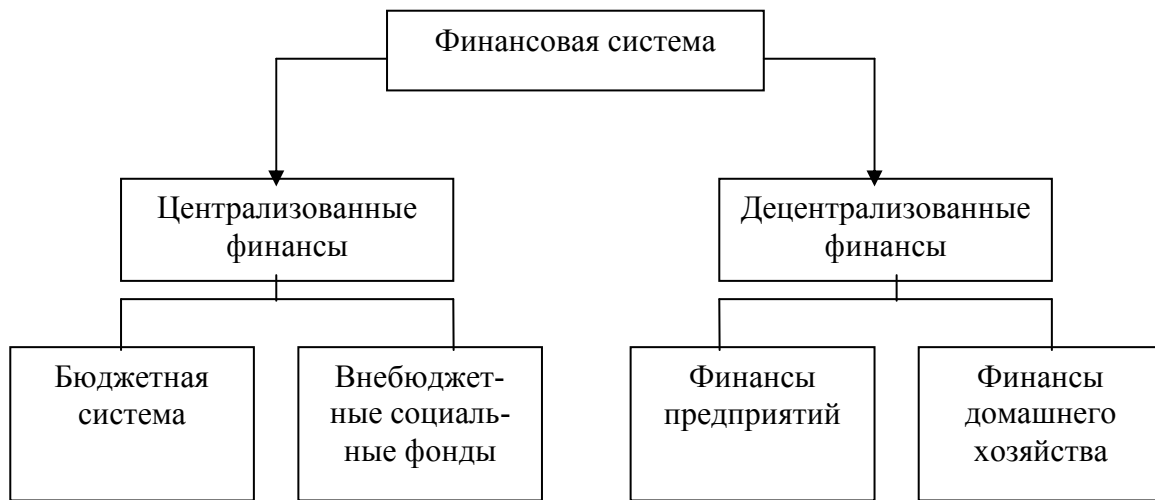 Финансовая система
Централизованные
финансы
Децентрализованные
финансы
Бюджетная
система
Внебюджет-
ные социаль-
ные фонды
Финансы
предприятий
Финансы
домашнего
хозяйства